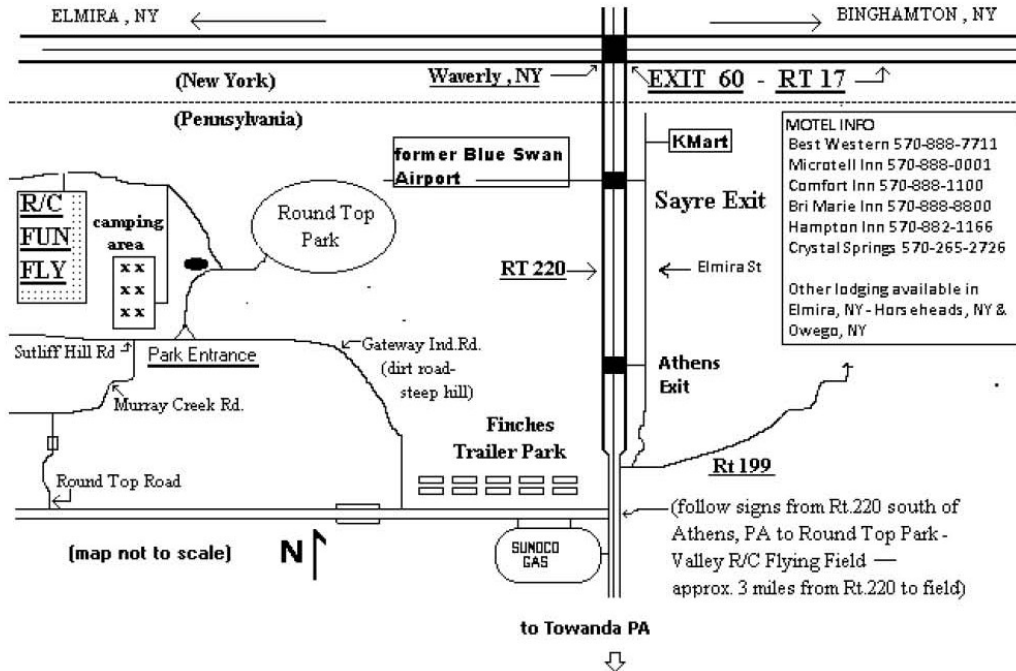 ELMIRA , NY
BINGHAMTON , NY
(New York)
Waverly , NY
EXIT 60 - RT 17
(Pennsylvania)
former Blue Swan
Airport
KMart
MOTEL INFO
Best Western 570-888-7711
Microtell Inn 570-888-0001
Comfort Inn 570-888-1100
Bri Marie Inn 570-888-8800
Hampton Inn 570-882-1166
Crystal Springs 570-265-2726
Other lodging available in
Elmira, NY - Horseheads, NY &
Owego, NY
R/C
FUN
FLY
camping
area
x x
x x
x x
Round Top
Park
Sayre Exit
RT 220
Elmira St
Sutliff Hill Rd
Park Entrance
Gateway Ind.Rd.
(dirt road-
steep hill)
Athens
Exit
Murray Creek Rd.
Finches
Trailer Park
Rt 199
Round Top Road
(follow signs from Rt.220 south of
Athens, PA to Round Top Park -
Valley R/C Flying Field —
approx. 3 miles from Rt.220 to field)
(map not to scale)
N
SUNOCO
GAS
to Towanda PA